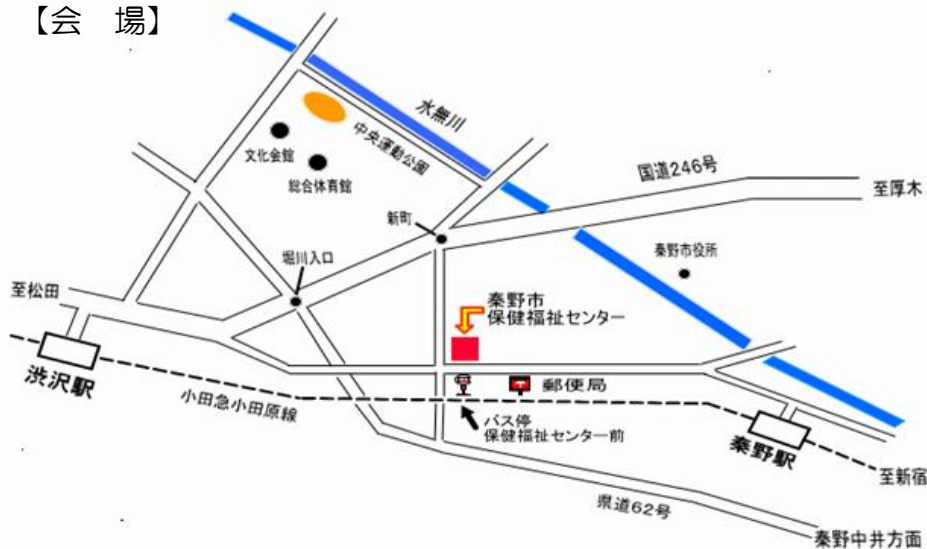 【会　場】
水無川
文化会館
中央運動公園
総合体育館
国道246号
至厚木
新町
秦野市役所
堀川入口
至松田
秦野市
保健福祉センター
渋沢駅
小田急小田原線
郵便局
バス停
保健福祉センター前
秦野駅
至新宿
県道62号
秦野中井方面